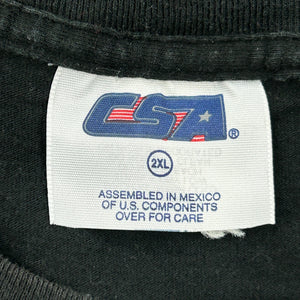 CSA®
2XL
ASSEMBLED IN MEXICO
OF U.S. COMPONENTS
OVER FOR CARE